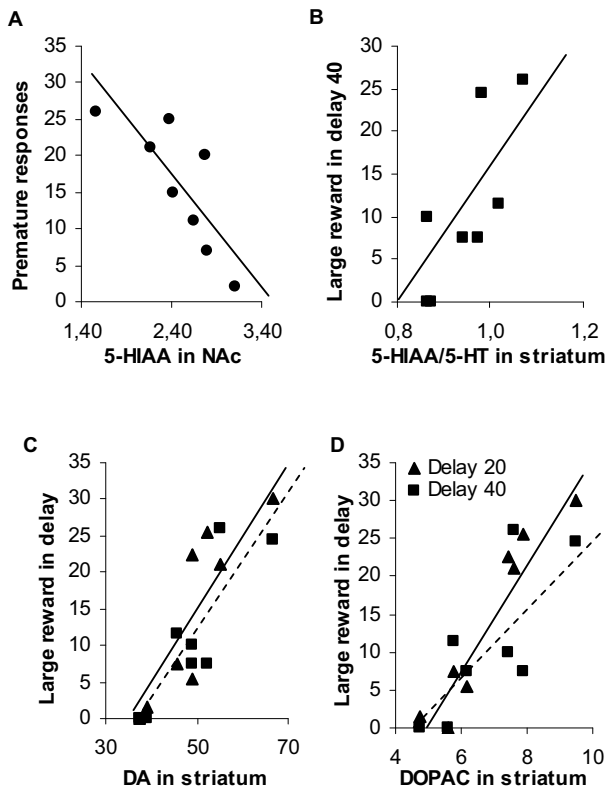 A
Premature responses
35
30
25
20
15
10
5
0
1,40 2,40 3,40
5-HIAA in NAc
B
Large reward in delay 40
30
25
20
15
10
5
0
0,8 1,0 1,2
5-HIAA/5-HT in striatum
C
Large reward in delay
35
30
25
20
15
10
5
0
30 50 70
DA in striatum
D
Large reward in delay
35
30
25
20
15
10
5
0
Delay 20
Delay 40
4 6 8 10
DOPAC in striatum